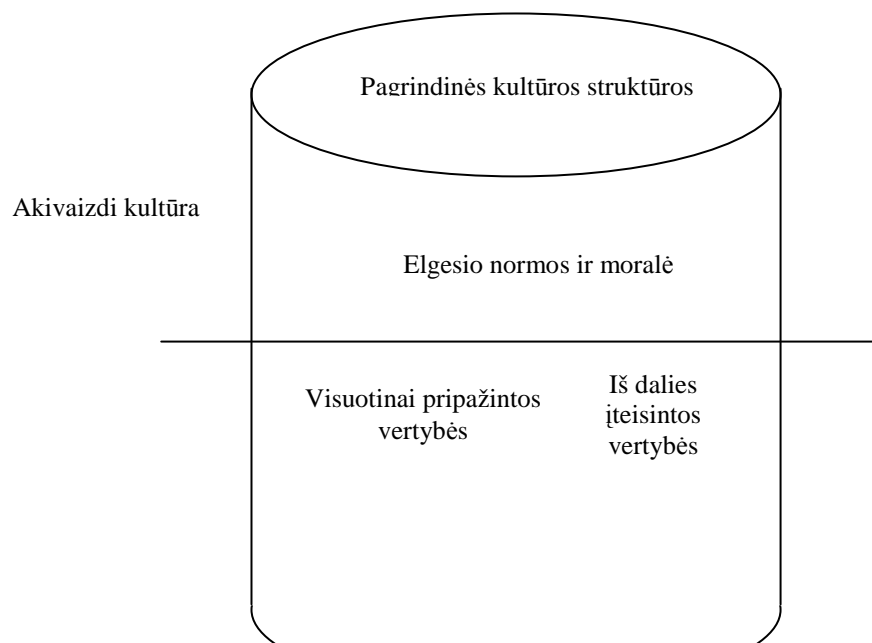 Pagrindinės kultūros struktūros
Akivaizdi kultūra
Elgesio normos ir moralė
Visuotinai pripažintos
vertybės
Iš dalies
įteisintos
vertybės